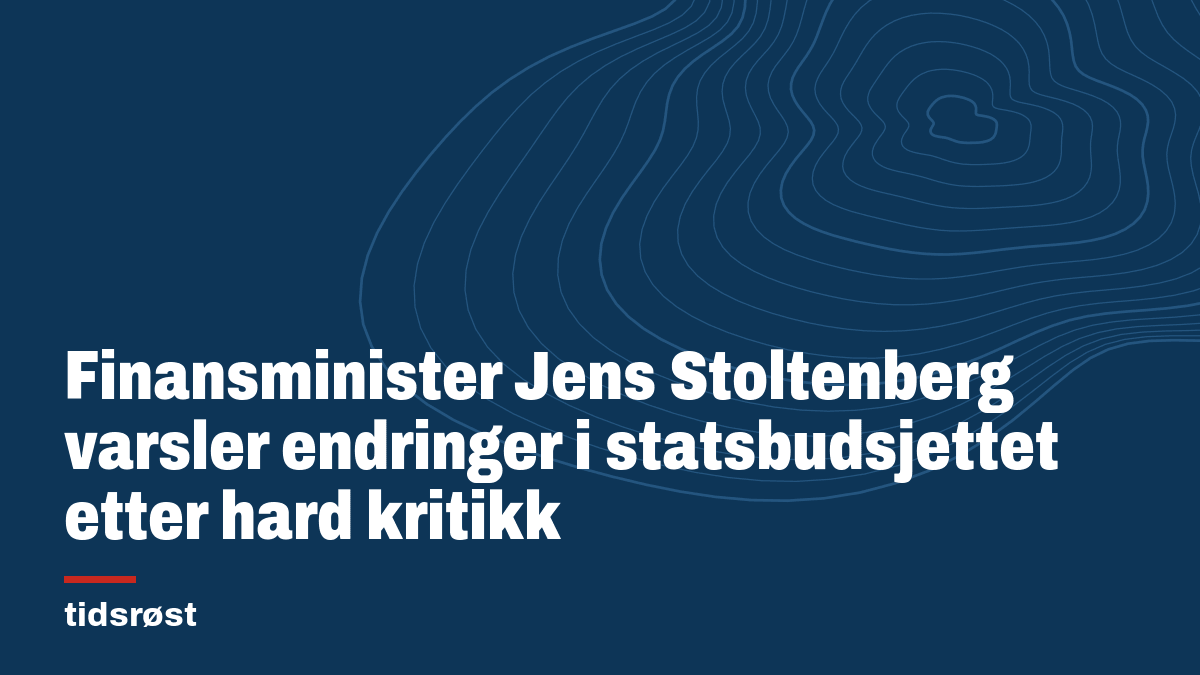 Finansminister Jens Stoltenberg
varsler endringer i statsbudsjettet
etter hard kritikk
tidsrøst